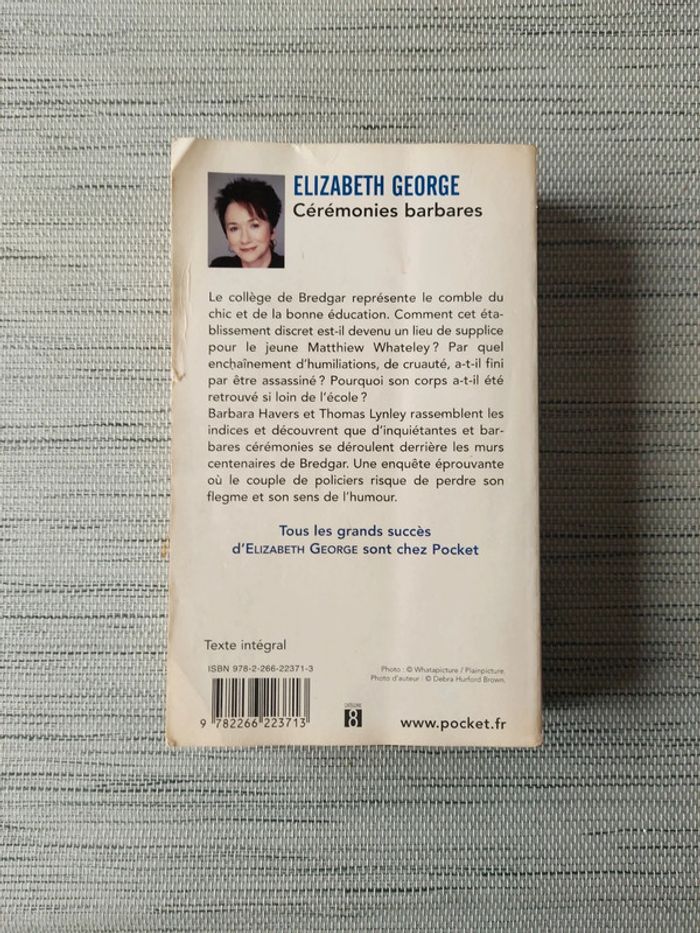 ELIZABETH GEORGE
Cérémonies barbares
Le collège de Bredgar représente le comble du
chic et de la bonne éducation. Comment cet éta-
blissement discret est-il devenu un lieu de supplice
pour le jeune Matthiew Whateley ? Par quel
enchaînement d'humiliations, de cruauté, a-t-il fini
par être assassiné ? Pourquoi son corps a-t-il été
retrouvé si loin de l'école ?
Barbara Havers et Thomas Lynley rassemblent les
indices et découvrent que d'inquiétantes et bar-
bares cérémonies se déroulent derrière les murs
centenaires de Bredgar. Une enquête éprouvante
où le couple de policiers risque de perdre son
flegme et son sens de l'humour.
Tous les grands succès
d'ELIZABETH GEORGE sont chez Pocket
Texte intégral
ISBN 978-2-266-22371-3
Photo : © Whatapicture / Plainpicture.
Photo d'auteur : © Debra Hurford Brown.
9 782266 223713
CATÉGORIE
8
www.pocket.fr